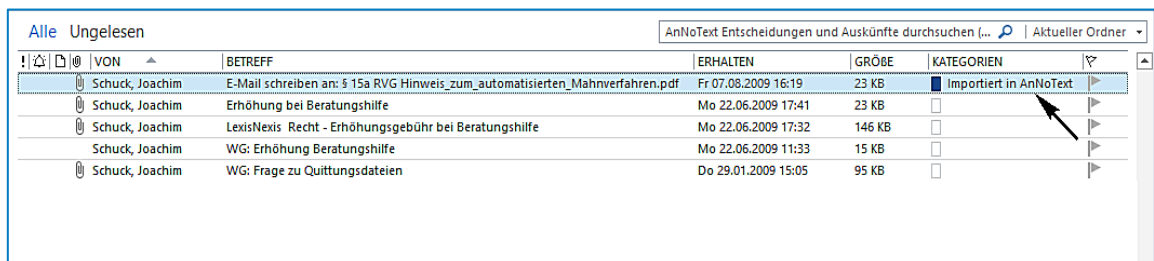 Alle Ungelesen AnNoText Entscheidungen und Auskünfte durchsuchen (... Aktueller Ordner
! VON BETREFF ERHALTEN GRÖßE KATEGORIEN
Schuck, Joachim E-Mail schreiben an: § 15a RVG Hinweis_zum_automatisierten_Mahnverfahren.pdf Fr 07.08.2009 16:19 23 KB Importiert in AnNoText
Schuck, Joachim Erhöhung bei Beratungshilfe Mo 22.06.2009 17:41 23 KB
Schuck, Joachim LexisNexis Recht - Erhöhungsgebühr bei Beratungshilfe Mo 22.06.2009 17:32 146 KB
Schuck, Joachim WG: Erhöhung Beratungshilfe Mo 22.06.2009 11:33 15 KB
Schuck, Joachim WG: Frage zu Quittungsdateien Do 29.01.2009 15:05 95 KB